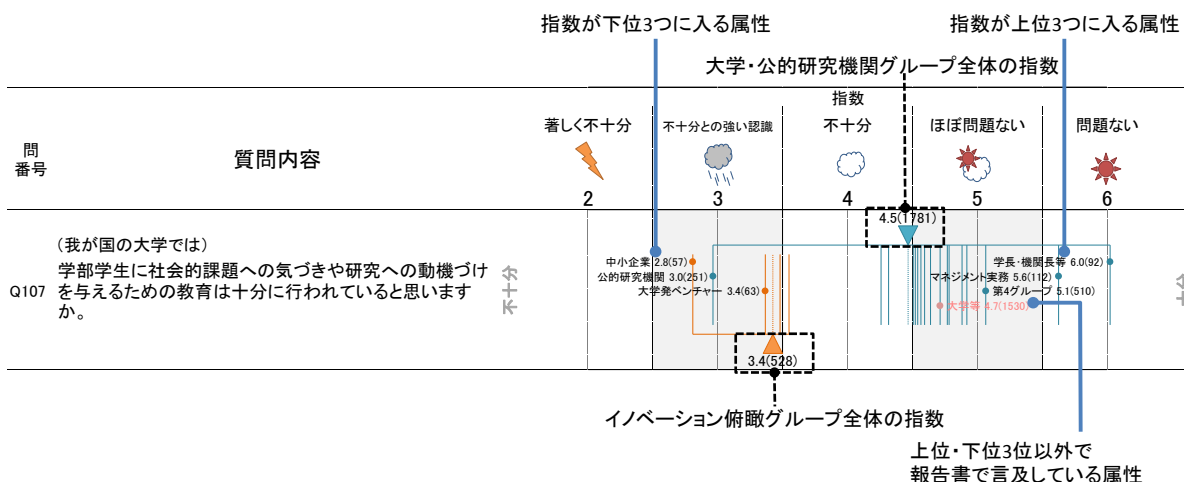 指数が下位3つに入る属性
指数が上位3つに入る属性
大学・公的研究機関グループ全体の指数
指数
著しく不十分
不十分との強い認識
不十分
ほぼ問題ない
問題ない
問
番号
質問内容
2
3
4
5
6
4.5(1781)
Q107
(我が国の大学では)
学部学生に社会的課題への気づきや研究への動機づけ
を与えるための教育は十分に行われていると思います
か。
不十分
中小企業 2.8(57)
公的研究機関 3.0(251)
大学発ベンチャー 3.4(63)
学長・機関長等 6.0(92)
マネジメント実務 5.6(112)
第4グループ 5.1(510)
大学等 4.7(1530)
3.4(528)
イノベーション俯瞰グループ全体の指数
上位・下位3位以外で
報告書で言及している属性